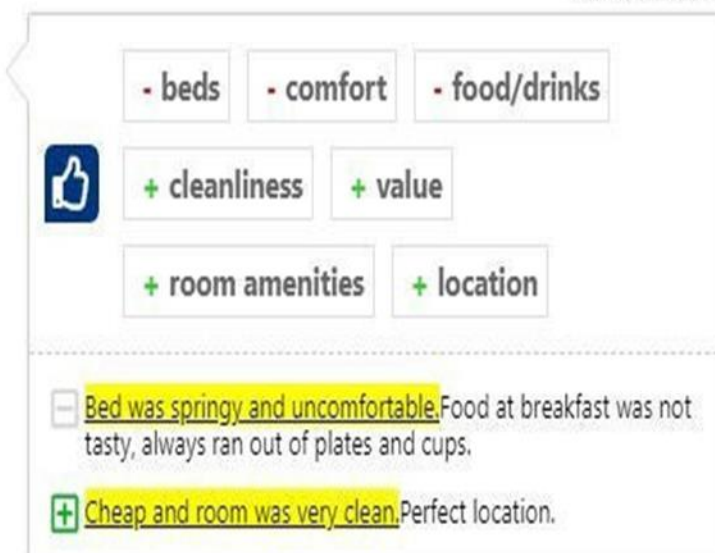 - beds - comfort - food/drinks
+ cleanliness + value
+ room amenities + location
Bed was springy and uncomfortable.Food at breakfast was not
tasty, always ran out of plates and cups.
Cheap and room was very clean.Perfect location.